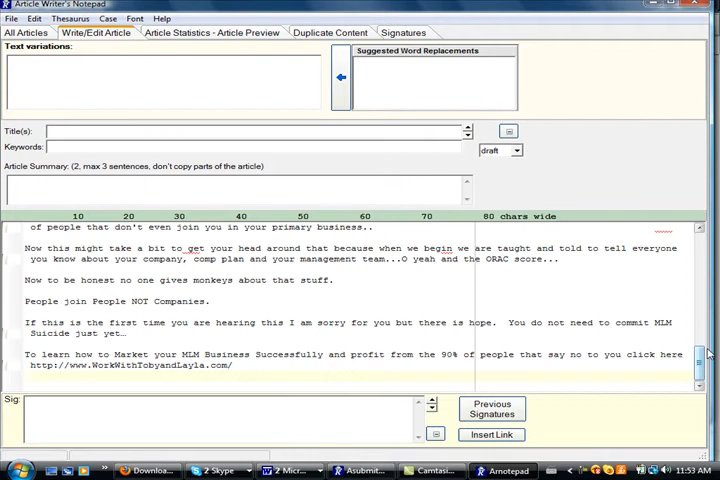 Article Writer's Notepad
File Edit Thesaurus Case Font Help
All Articles Write/Edit Article Article Statistics - Article Preview Duplicate Content Signatures
Text variations:
Suggested Word Replacements
Title(s):
Keywords:
draft
Article Summary: (2, max 3 sentences, don't copy parts of the article)
10 20 30 40 50 60 70 80 chars wide
of people that don't even join you in your primary business..
Now this might take a bit to get your head around that because when we begin we are taught and told to tell everyone
you know about your company, comp plan and your management team...O yeah and the ORAC score...
Now to be honest no one gives monkeys about that stuff.
People join People NOT Companies.
If this is the first time you are hearing this I am sorry for you but there is hope. You do not need to commit MLM
Suicide just yet…
To learn how to Market your MLM Business Successfully and profit from the 90% of people that say no to you click here
http://www.WorkWithTobyandLayla.com/
Sig:
Previous
Signatures
Insert Link
Downloa... 2 Skype 2 Micr... Asubmit... Camtasi... Arnotepad 11:53 AM